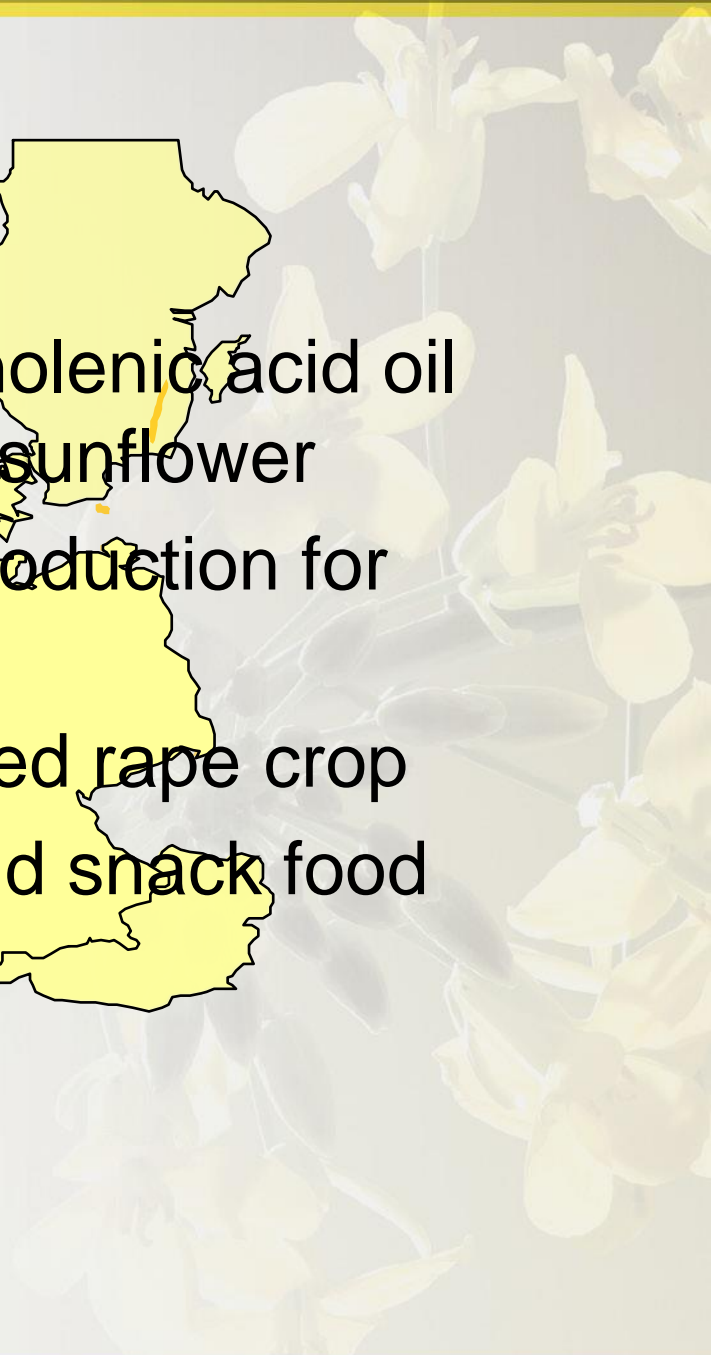 nolenic acid oil
sunflower
oduction for
ed rape crop
d snack food